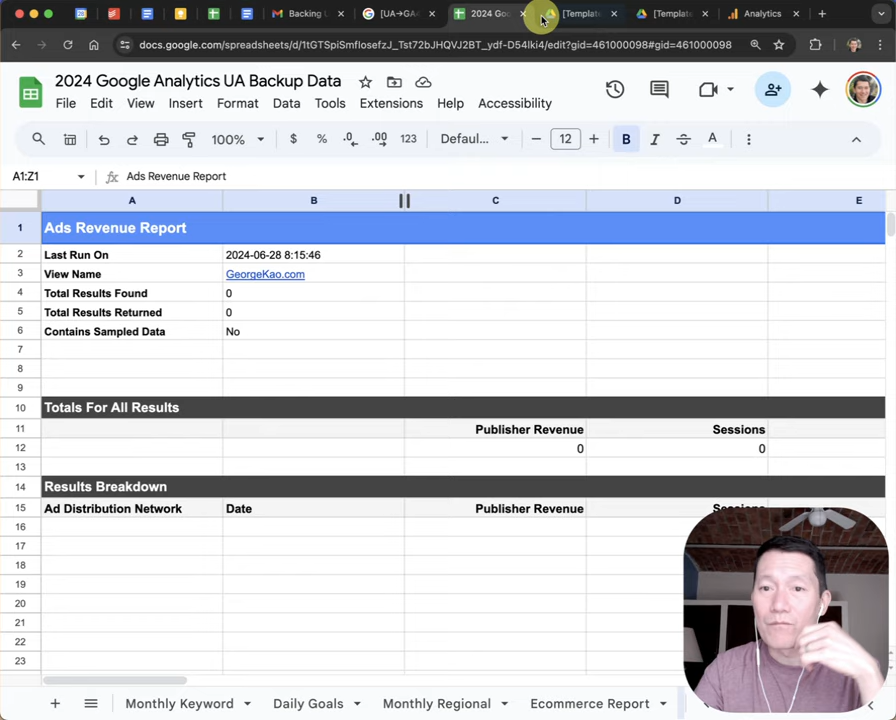 Backing
[UA→GA4
2024 Goo
[Template
[Template
Analytics
docs.google.com/spreadsheets/d/1tGTSpiSmfIosefzJ_Tst72bJHQVJ2BT_ydf-D54lki4/edit?gid=461000098#gid=461000098
2024 Google Analytics UA Backup Data
File Edit View Insert Format Data Tools Extensions Help Accessibility
100% $ % .0 .00 123 Defaul... 12 B I S A
A1:Z1 fx Ads Revenue Report
A B C D E
1 Ads Revenue Report
2 Last Run On 2024-06-28 8:15:46
3 View Name GeorgeKao.com
4 Total Results Found 0
5 Total Results Returned 0
6 Contains Sampled Data No
7
8
9
10 Totals For All Results
11 Publisher Revenue Sessions
12 0 0
13
14 Results Breakdown
15 Ad Distribution Network Date Publisher Revenue Sessions
16
17
18
19
20
21
22
23
Monthly Keyword Daily Goals Monthly Regional Ecommerce Report